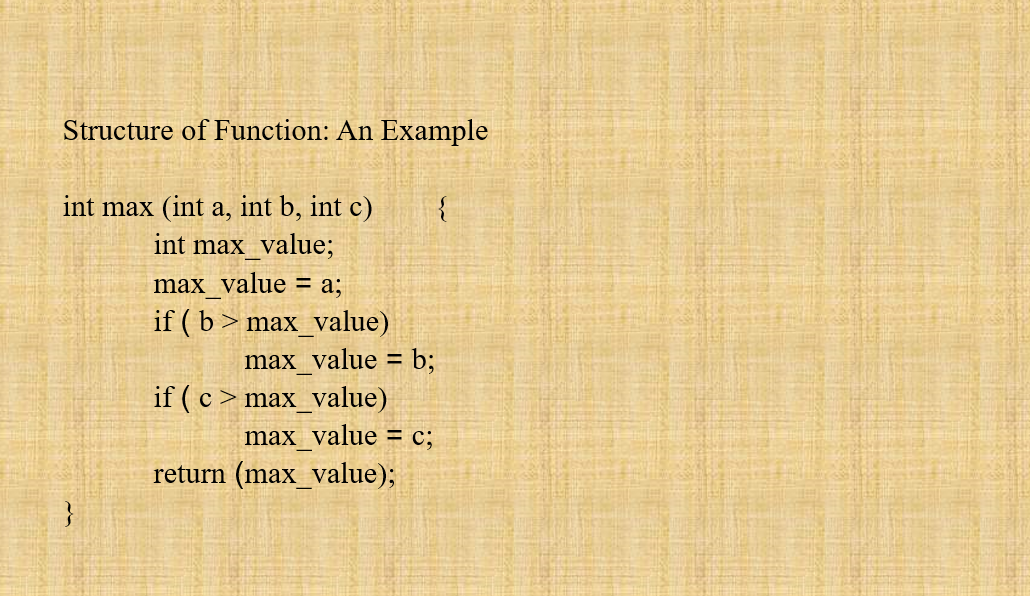 Structure of Function: An Example
int max (int a, int b, int c) {
int max_value;
max_value = a;
if ( b > max_value)
max_value = b;
if ( c > max_value)
max_value = c;
return (max_value);
}